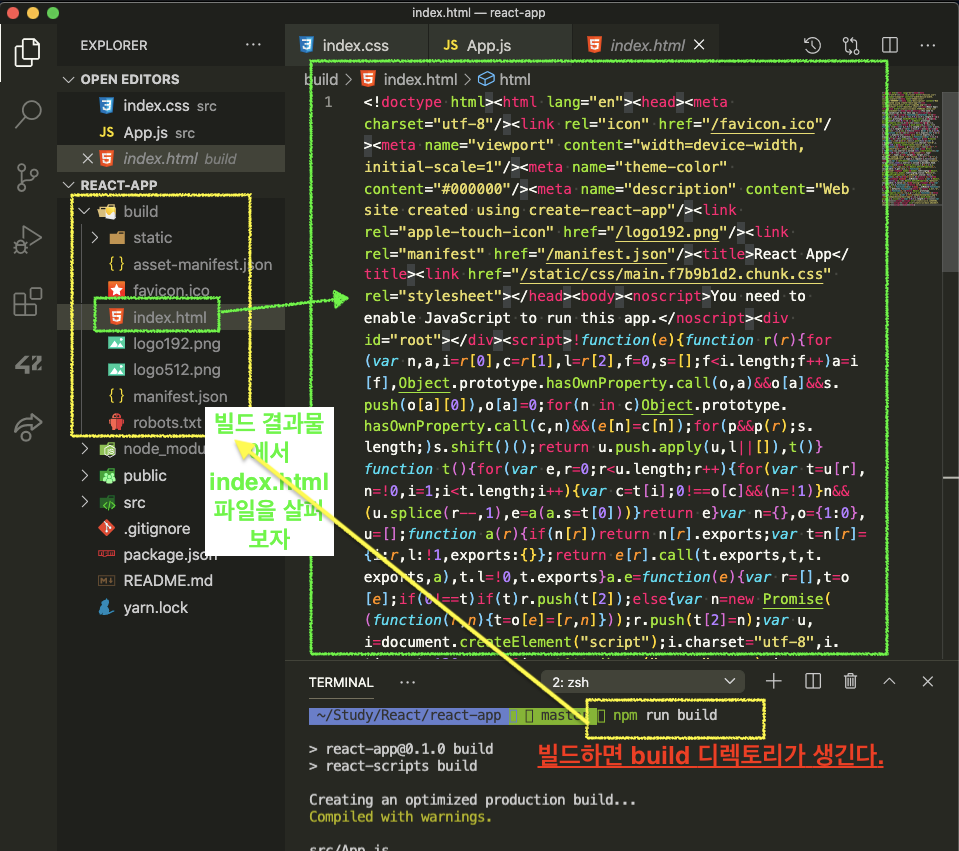 index.html — react-app
EXPLORER
OPEN EDITORS
index.css src
App.js src
index.html build
REACT-APP
build
static
asset-manifest.json
favicon.ico
index.html
logo192.png
logo512.png
manifest.json
robots.txt
node_modu
public
src
.gitignore
package.json
README.md
yarn.lock
빌드 결과물
에서
index.html
파일을 살펴
보자
index.css
JS App.js
index.html
build > index.html > html
1
<!doctype html><html lang="en"><head><meta
charset="utf-8"/><link rel="icon" href="/favicon.ico"/
><meta name="viewport" content="width=device-width,
initial-scale=1"/><meta name="theme-color"
content="#000000"/><meta name="description" content="Web
site created using create-react-app"/><link
rel="apple-touch-icon" href="/logo192.png"/><link
rel="manifest" href="/manifest.json"/><title>React App</
title><link href="/static/css/main.f7b9b1d2.chunk.css"
rel="stylesheet"></head><body><noscript>You need to
enable JavaScript to run this app.</noscript><div
id="root"></div><script>!function(e){function r(r){for
(var n,a,i=r[0],c=r[1],l=r[2],f=0,s=[];f<i.length;f++)a=i
[f],Object.prototype.hasOwnProperty.call(o,a)&&o[a]&&s.
push(o[a][0]),o[a]=0;for(n in c)Object.prototype.
hasOwnProperty.call(c,n)&&(e[n]=c[n]);for(p&&p(r);s.
length;)s.shift()();return u.push.apply(u,l||[]),t()}
function t(){for(var e,r=0;r<u.length;r++){for(var t=u[r],
n=!0,i=1;i<t.length;i++){var c=t[i];0!==o[c]&&(n=!1)}n&&
(u.splice(r--,1),e=a(a.s=t[0]))}return e}var n={},o={1:0},
u=[];function a(r){if(n[r])return n[r].exports;var t=n[r]=
{i:r,l:!1,exports:{}};return e[r].call(t.exports,t,t.
exports,a),t.l=!0,t.exports}a.e=function(e){var r=[],t=o
[e];if(0!==t)if(t)r.push(t[2]);else{var n=new Promise(
(function(r,n){t=o[e]=[r,n]}));r.push(t[2]=n);var u,
i=document.createElement("script");i.charset="utf-8",i.
TERMINAL
2: zsh
~/Study/React/react-app master npm run build
빌드하면 build 디렉토리가 생긴다.
> react-app@0.1.0 build
> react-scripts build
Creating an optimized production build...
Compiled with warnings.
src/App.js